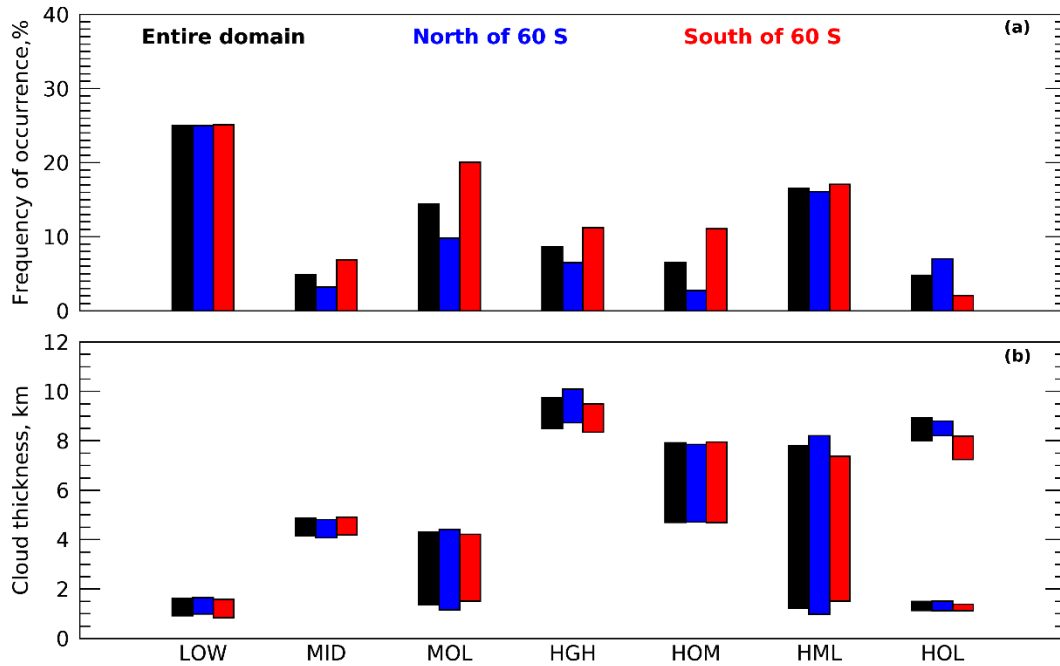 40
(a)
Entire domain North of 60 S South of 60 S
30
20
10
0
Frequency of occurrence,%
12
(b)
10
8
6
4
2
0
Cloud thickness, km
LOW MID MOL HGH HOM HML HOL